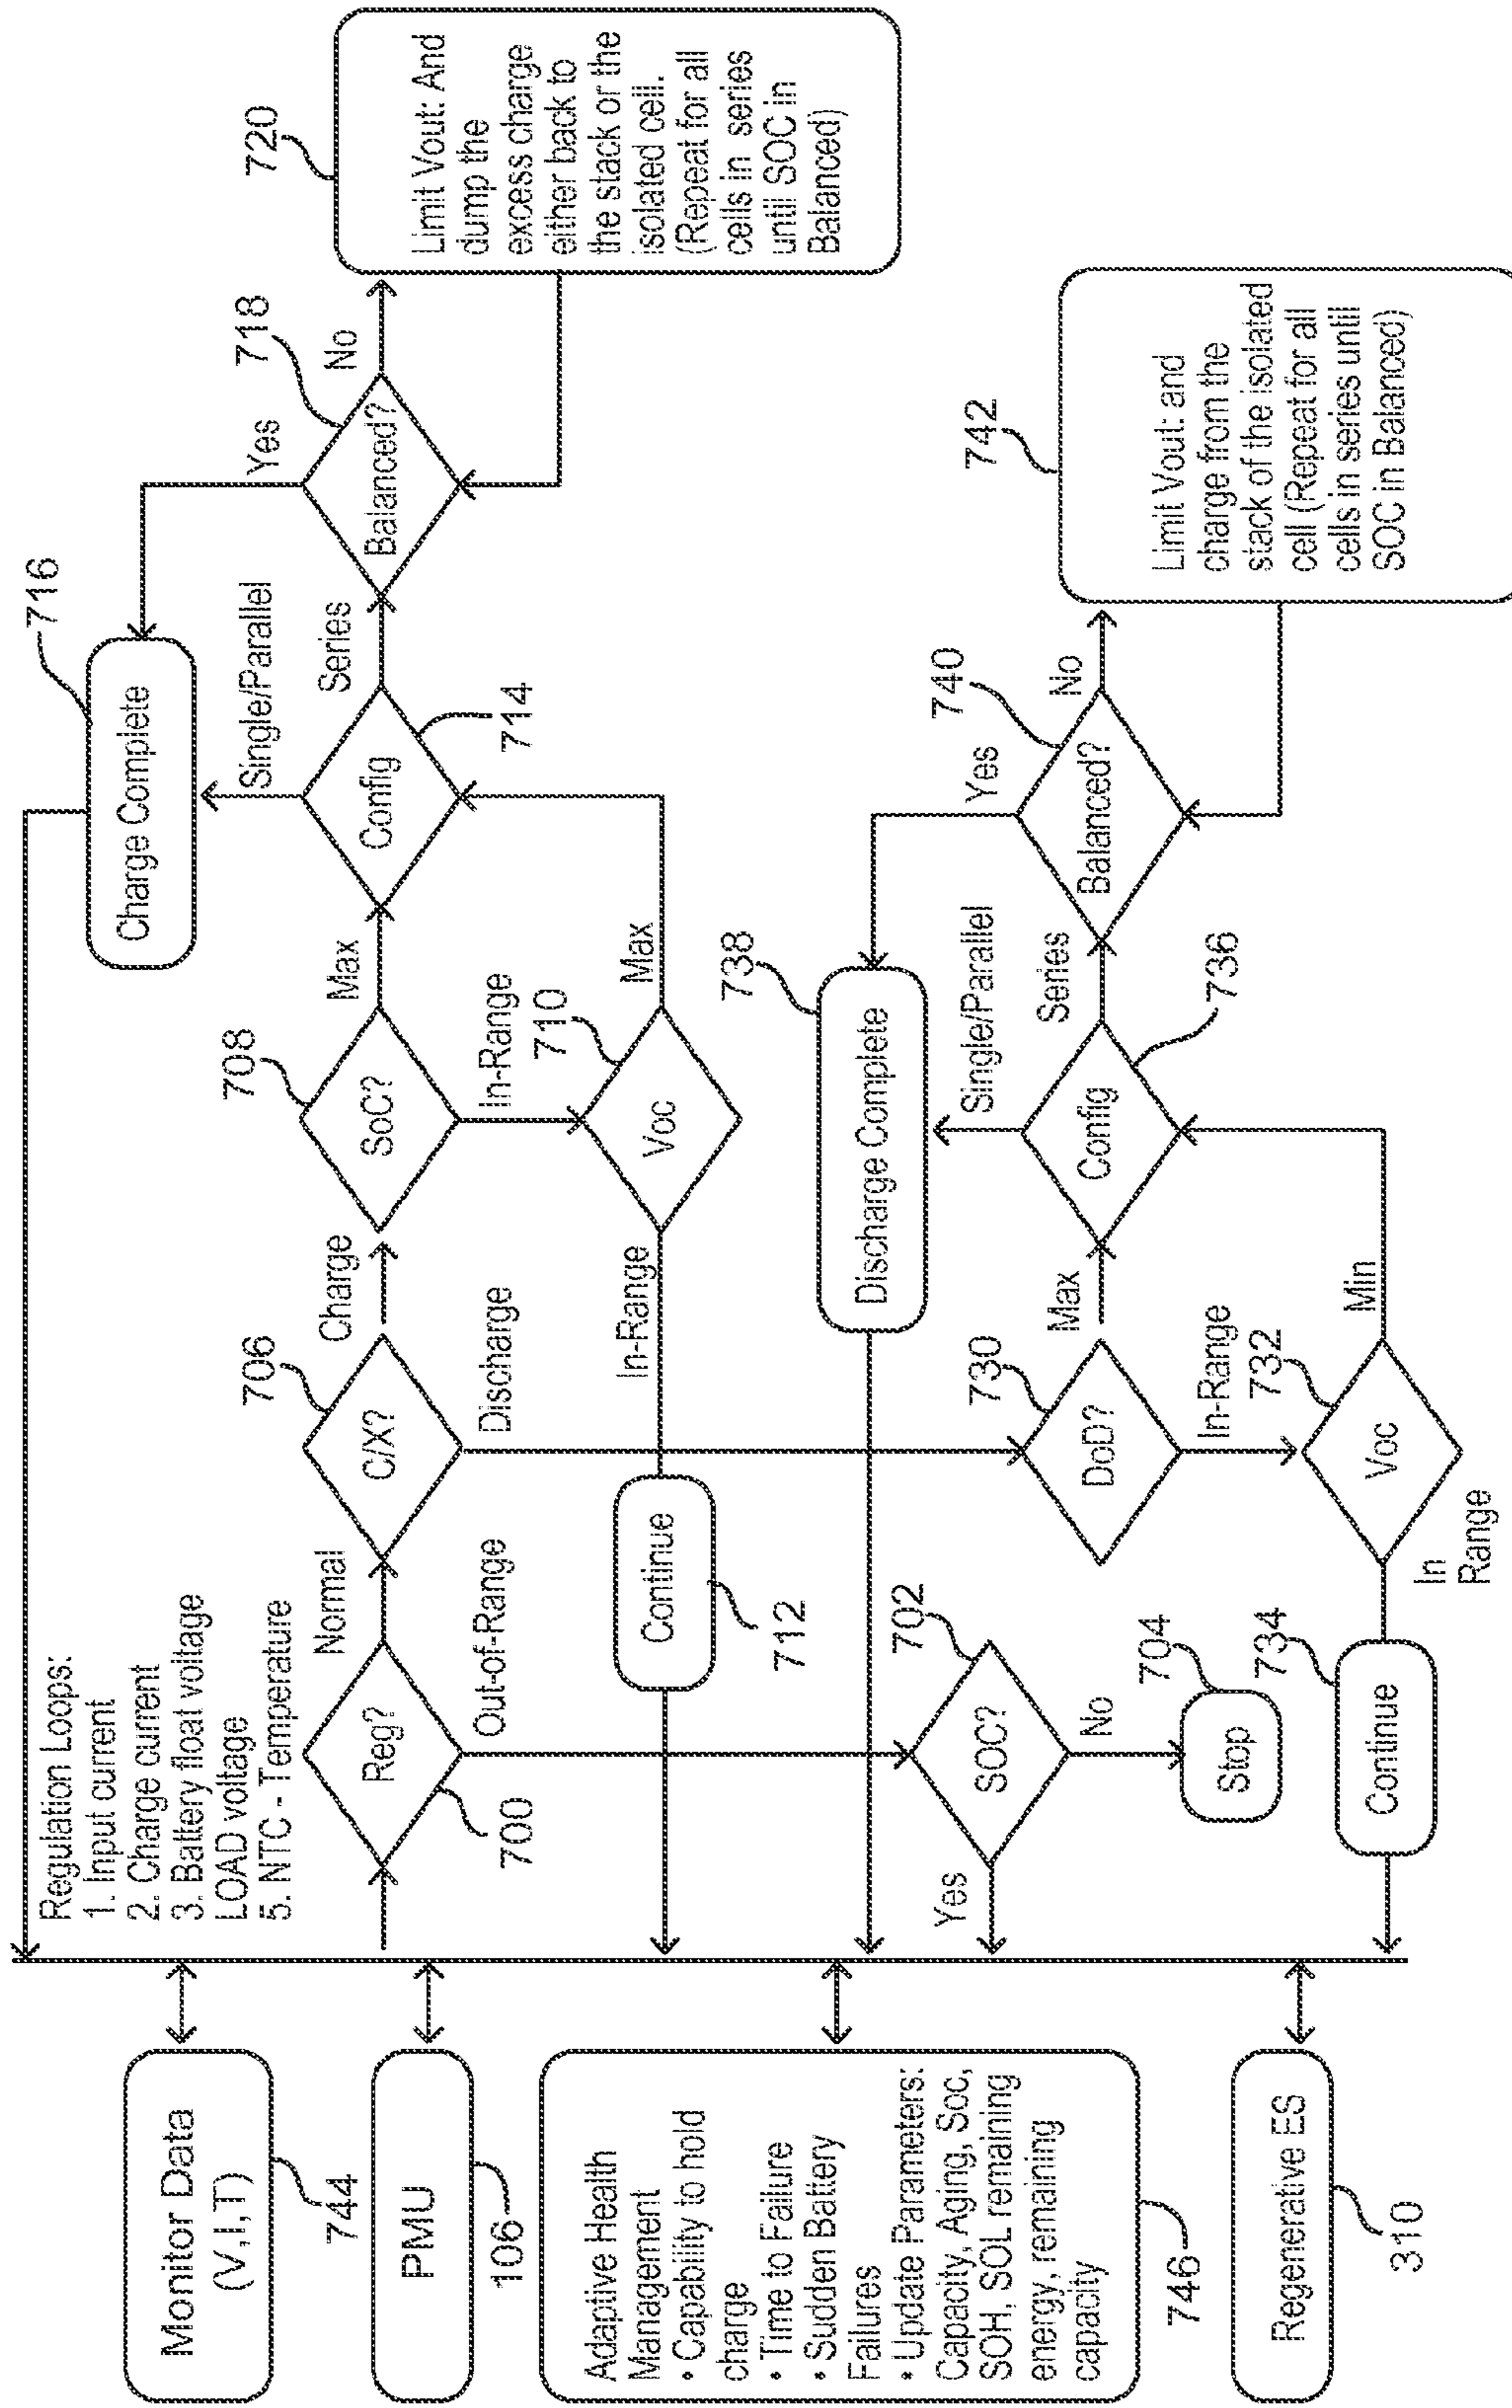 Monitor Data
(V,I,T)
744
PMU
106
Adaptive Health
Management
• Capability to hold
charge
• Time to Failure
• Sudden Battery
Failures
• Update Parameters:
Capacity, Aging, Soc,
SOH, SOL remaining
energy, remaining
capacity
746
Regenerative ES
310
Regulation Loops:
1. Input current
2. Charge current
3. Battery float voltage
LOAD voltage
5. NTC - Temperature
Reg?
700
Normal
Out-of-Range
C/X?
706
Charge
Discharge
SoC?
708
Max
In-Range
Voc
710
In-Range
Max
Continue
712
Config
714
Single/Parallel
Series
Charge Complete
716
Balanced?
718
Yes
No
720
Limit Vout: And
dump the
excess charge
either back to
the stack or the
isolated cell.
(Repeat for all
cells in series
until SOC in
Balanced)
SOC?
702
Yes
No
Stop
704
DoD?
730
Max
In-Range
Voc
732
In
Range
Min
Continue
734
Config
736
Single/Parallel
Series
Discharge Complete
738
Balanced?
740
Yes
No
742
Limit Vout: and
charge from the
stack of the isolated
cell (Repeat for all
cells in series until
SOC in Balanced)